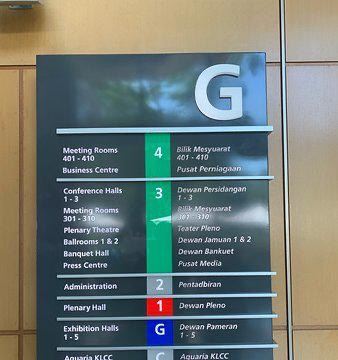 G
Meeting Rooms 4 Bilik Mesyuarat
401 - 410 401 - 410
Business Centre Pusat Perniagaan
Conference Halls 3 Dewan Persidangan
1 - 3 1 - 3
Meeting Rooms Bilik Mesyuarat
301 - 310 301 - 310
Plenary Theatre Teater Pleno
Ballrooms 1 & 2 Dewan Jamuan 1 & 2
Banquet Hall Dewan Bankuet
Press Centre Pusat Media
Administration 2 Pentadbiran
Plenary Hall 1 Dewan Pleno
Exhibition Halls G Dewan Pameran
1 - 5 1 - 5
Aquaria KLCC C Aquaria KLCC